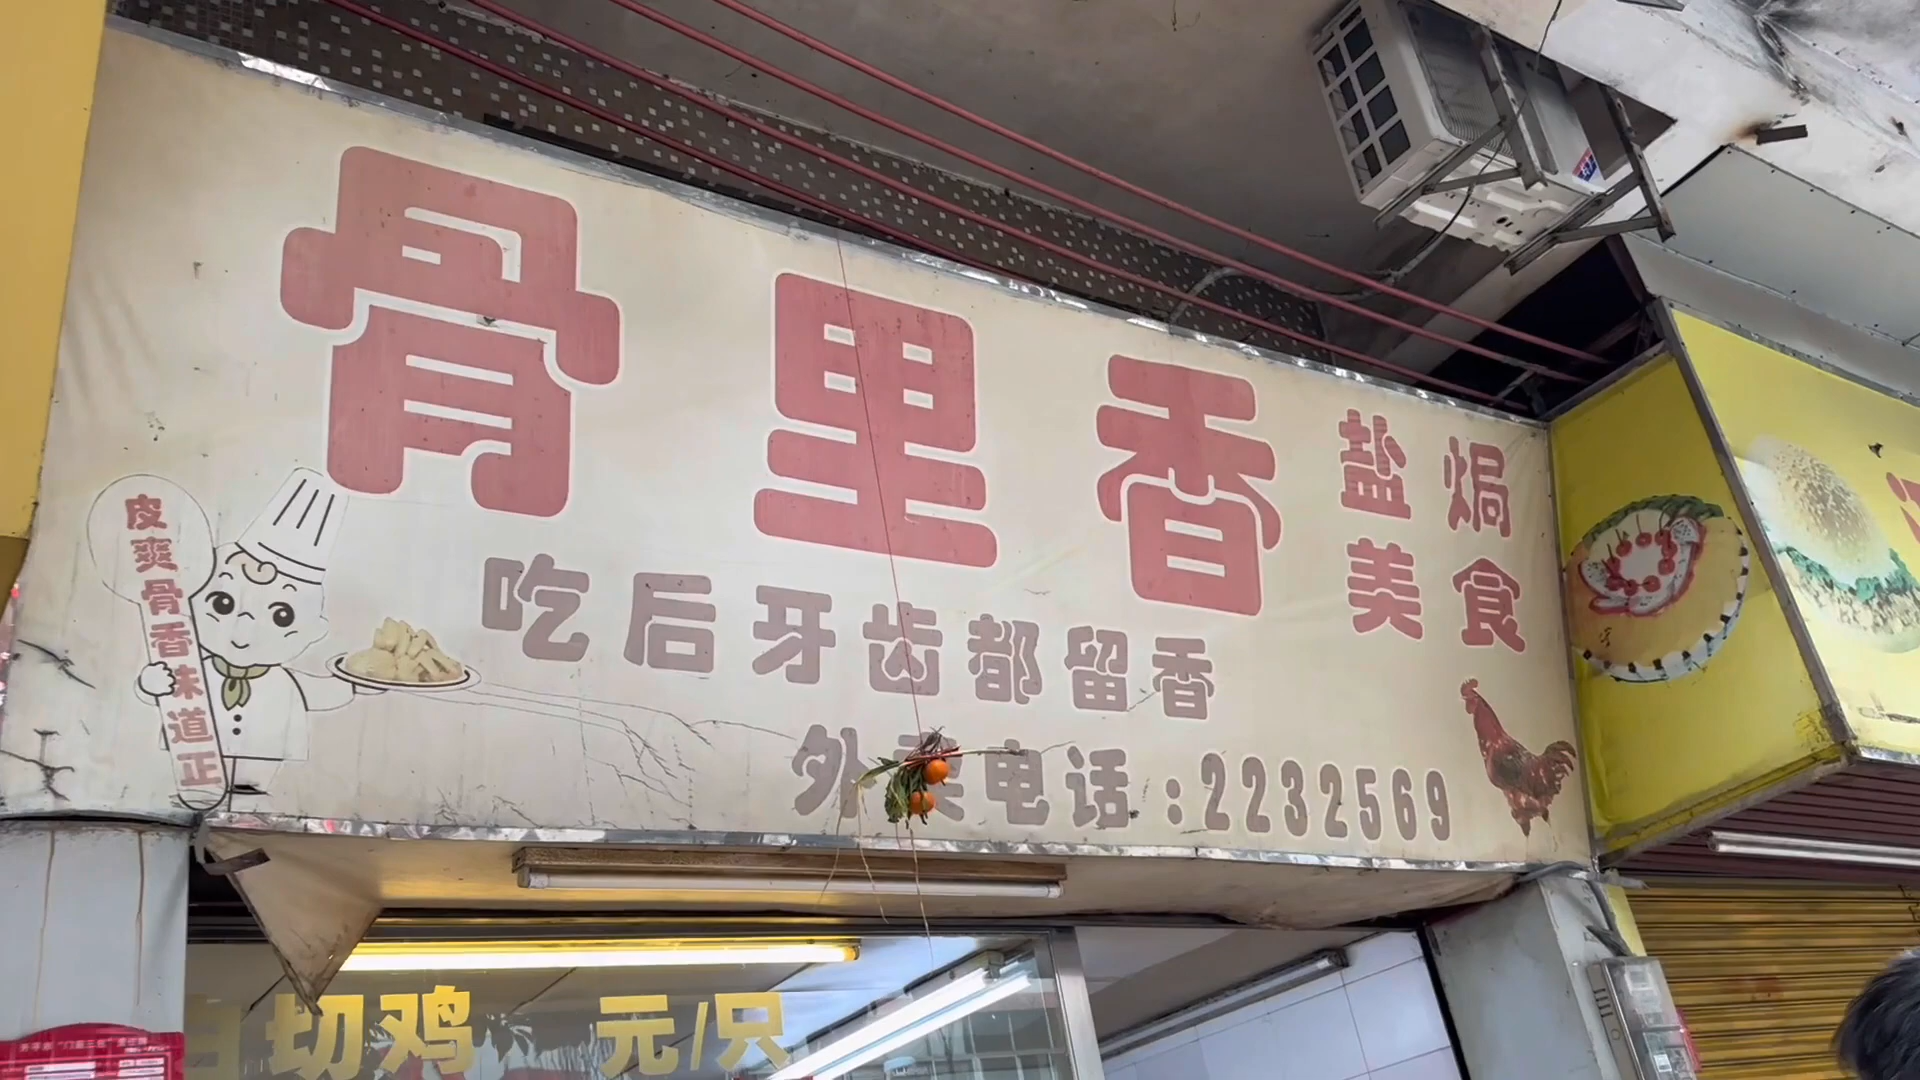 骨里香
盐焗
美食
皮爽骨香味道正
吃后牙齿都留香
外卖电话:2232569
白切鸡 元/只